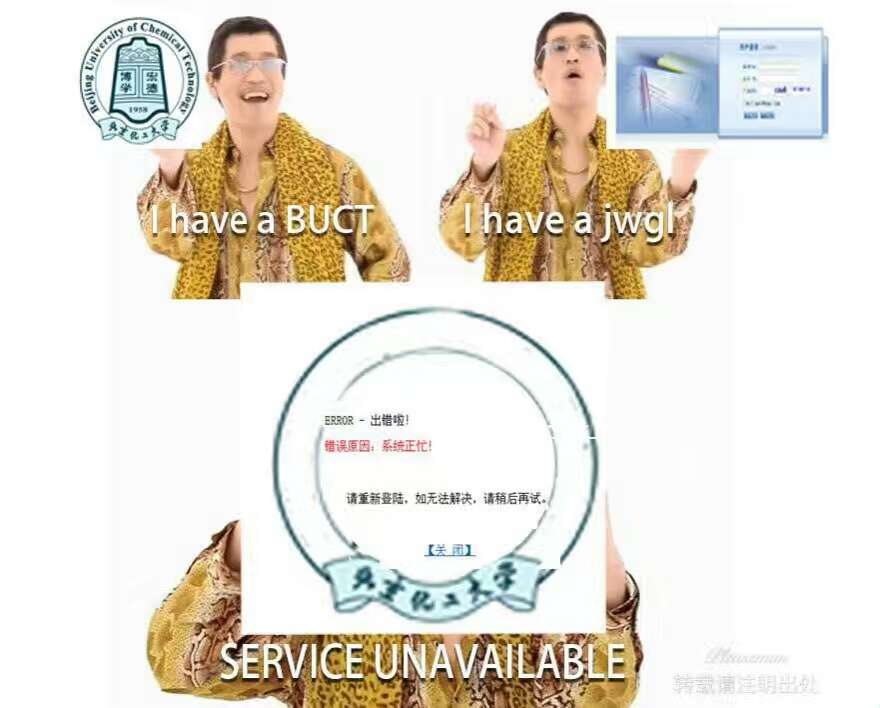 Beijing University of Chemical Technology
博学 宏德
1958
北京化工大学
I have a BUCT
I have a jwgl
ERROR - 出错啦！
错误原因：系统正忙！
请重新登陆，如无法解决，请稍后再试。
【关 闭】
北京化工大学
SERVICE UNAVAILABLE
Pleasemum
转载请注明出处